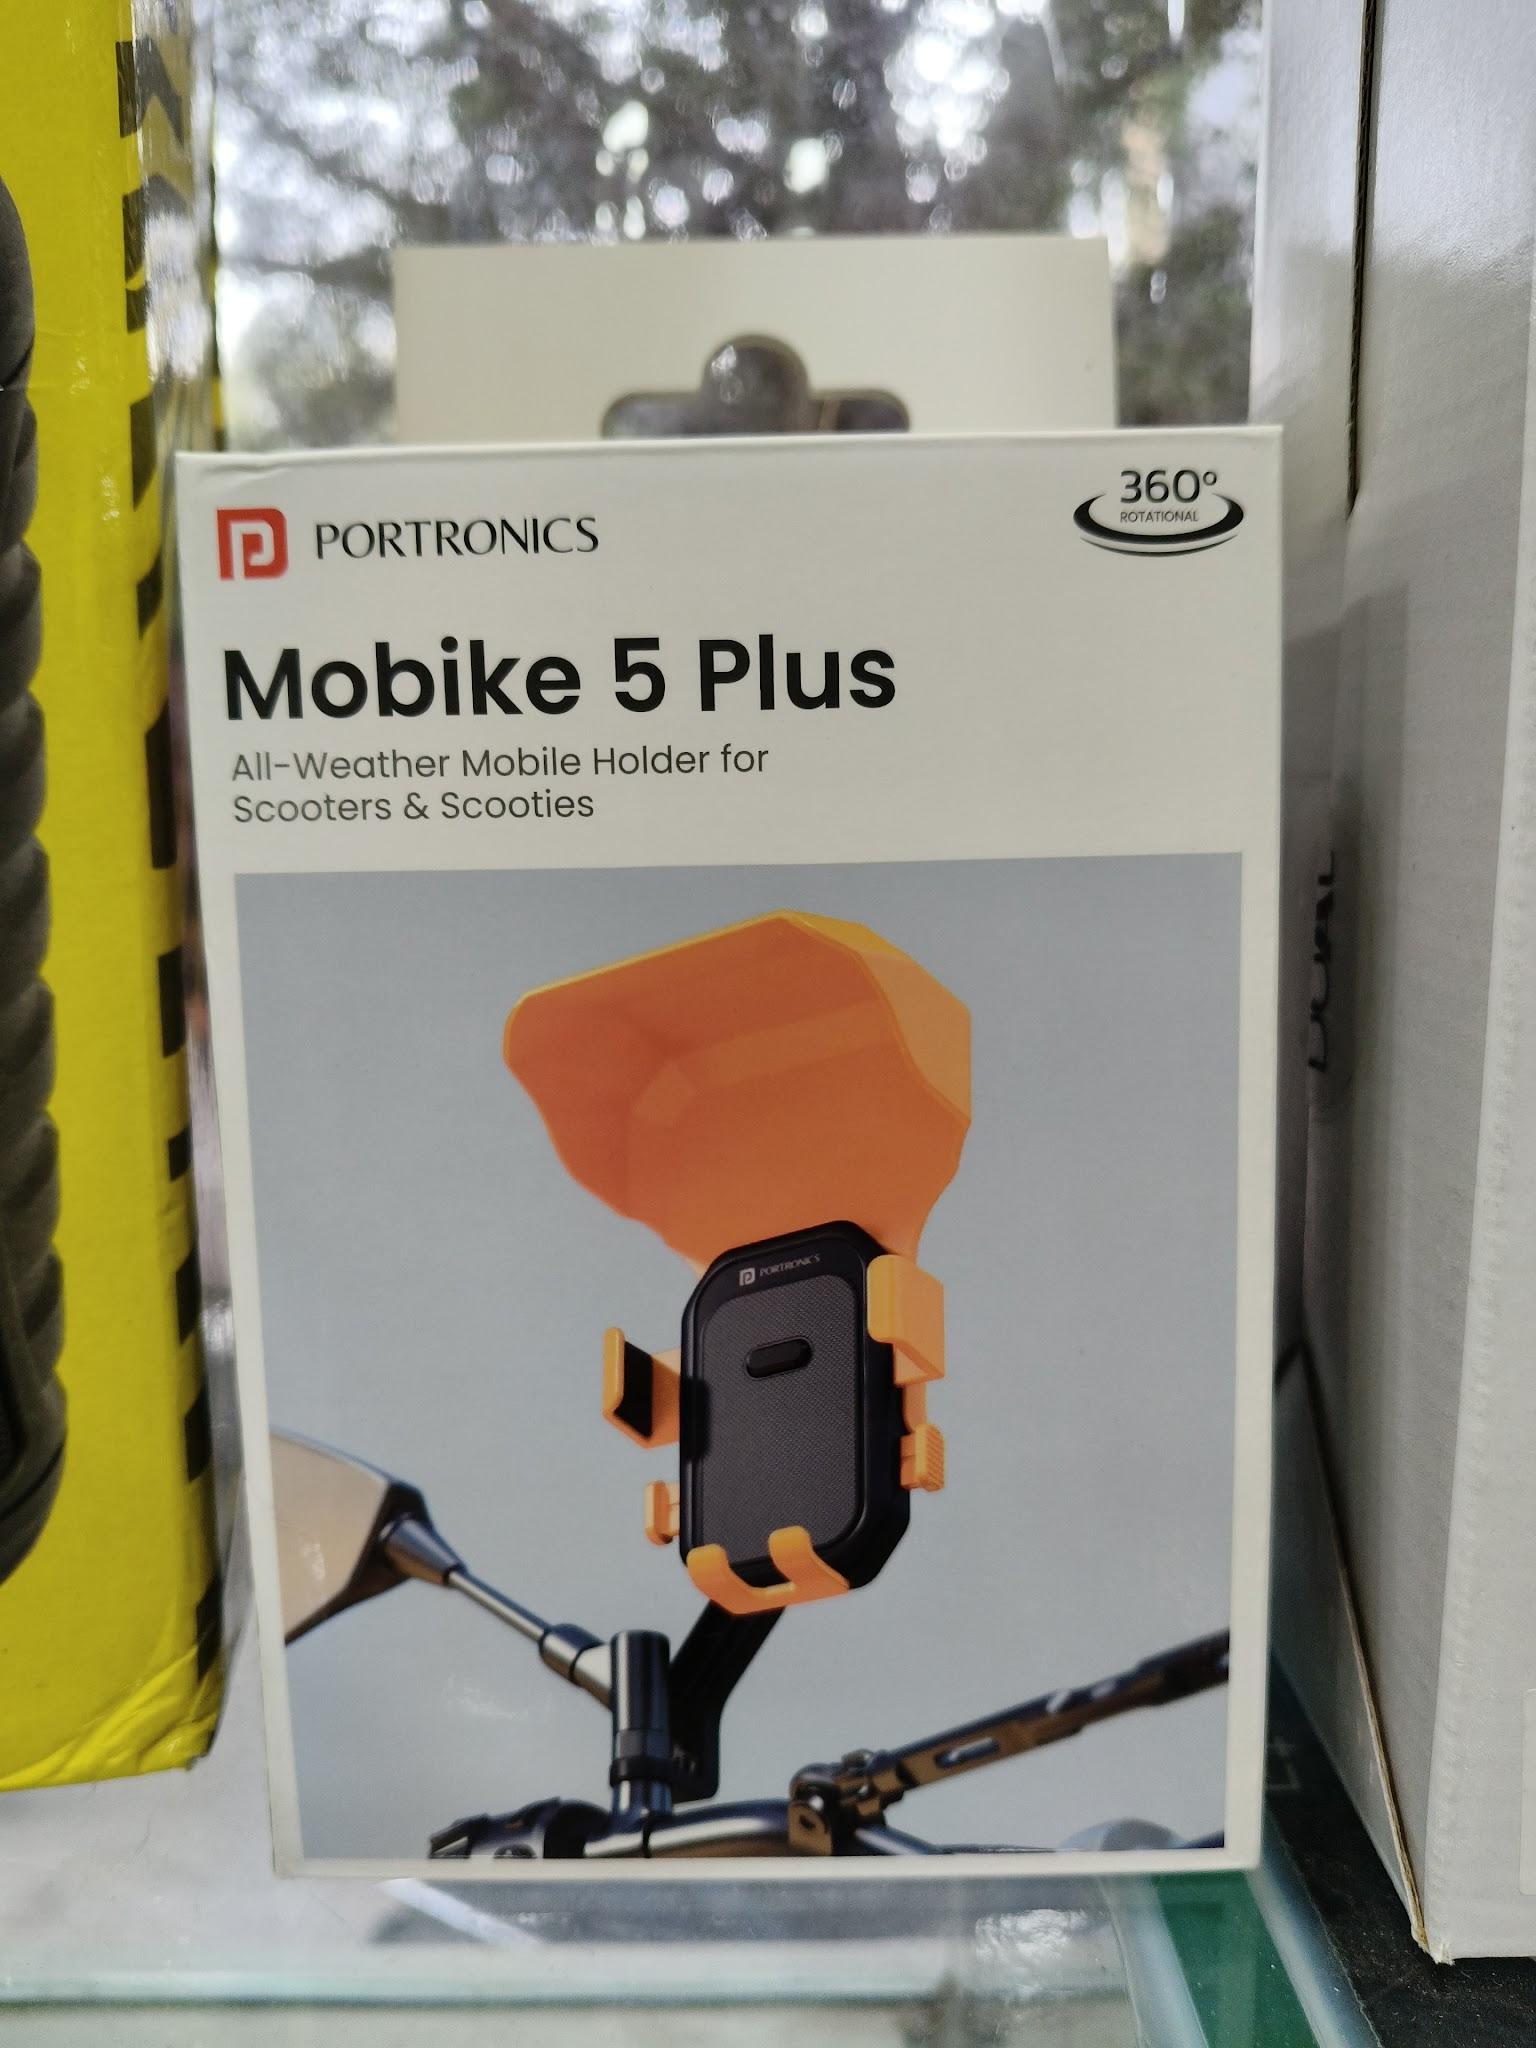 PORTRONICS
360°
ROTATIONAL
Mobike 5 Plus
All-Weather Mobile Holder for
Scooters & Scooties
PORTRONICS